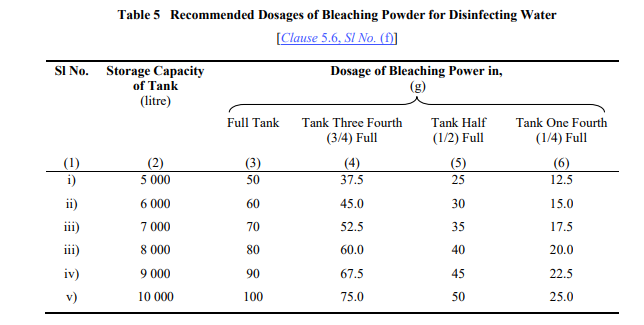 Table 5 Recommended Dosages of Bleaching Powder for Disinfecting Water
[Clause 5.6, Sl No. (f)]
Sl No. Storage Capacity of Tank (litre) Dosage of Bleaching Power in, (g)
Full Tank Tank Three Fourth (3/4) Full Tank Half (1/2) Full Tank One Fourth (1/4) Full
(1) (2) (3) (4) (5) (6)
i) 5 000 50 37.5 25 12.5
ii) 6 000 60 45.0 30 15.0
iii) 7 000 70 52.5 35 17.5
iii) 8 000 80 60.0 40 20.0
iv) 9 000 90 67.5 45 22.5
v) 10 000 100 75.0 50 25.0